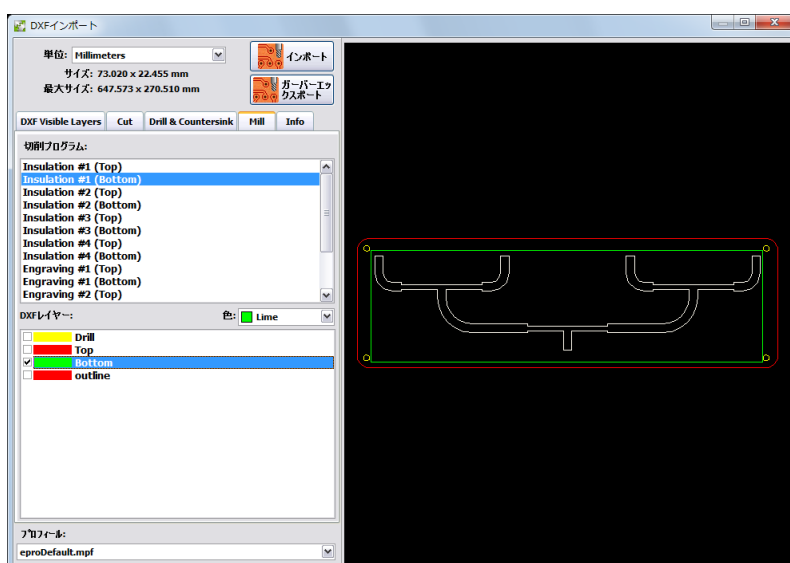 DXFインポート
単位: Millimeters
インポート
サイズ: 73.020 x 22.455 mm
最大サイズ: 647.573 x 270.510 mm
ガーバーエッ
クスポート
DXF Visible Layers Cut Drill & Countersink Mill Info
切削プログラム:
Insulation #1 (Top)
Insulation #1 (Bottom)
Insulation #2 (Top)
Insulation #2 (Bottom)
Insulation #3 (Top)
Insulation #3 (Bottom)
Insulation #4 (Top)
Insulation #4 (Bottom)
Engraving #1 (Top)
Engraving #1 (Bottom)
Engraving #2 (Top)
DXFレイヤー: 色: Lime
Drill
Top
Bottom
outline
プロフィール:
eproDefault.mpf